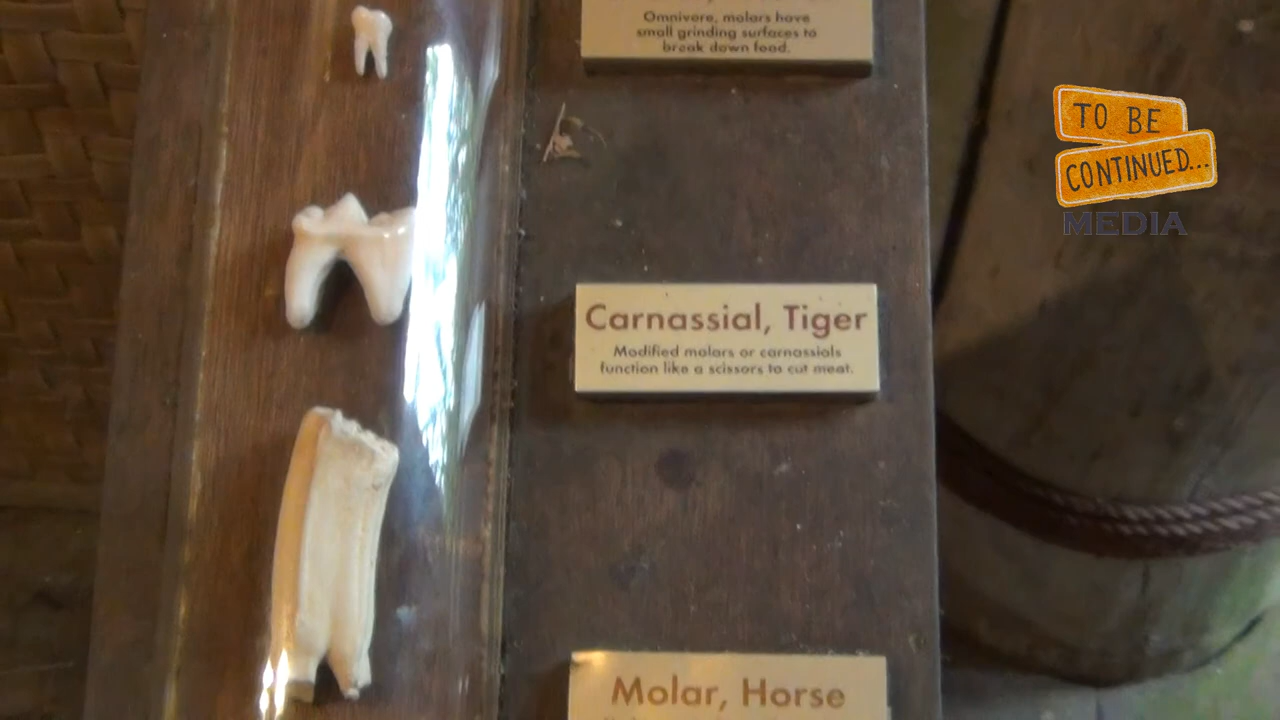 Omnivore, molars have
small grinding surfaces to
break down food.
TO BE
CONTINUED...
MEDIA
Carnassial, Tiger
Modified molars or carnassials
function like a scissors to cut meat.
Molar, Horse